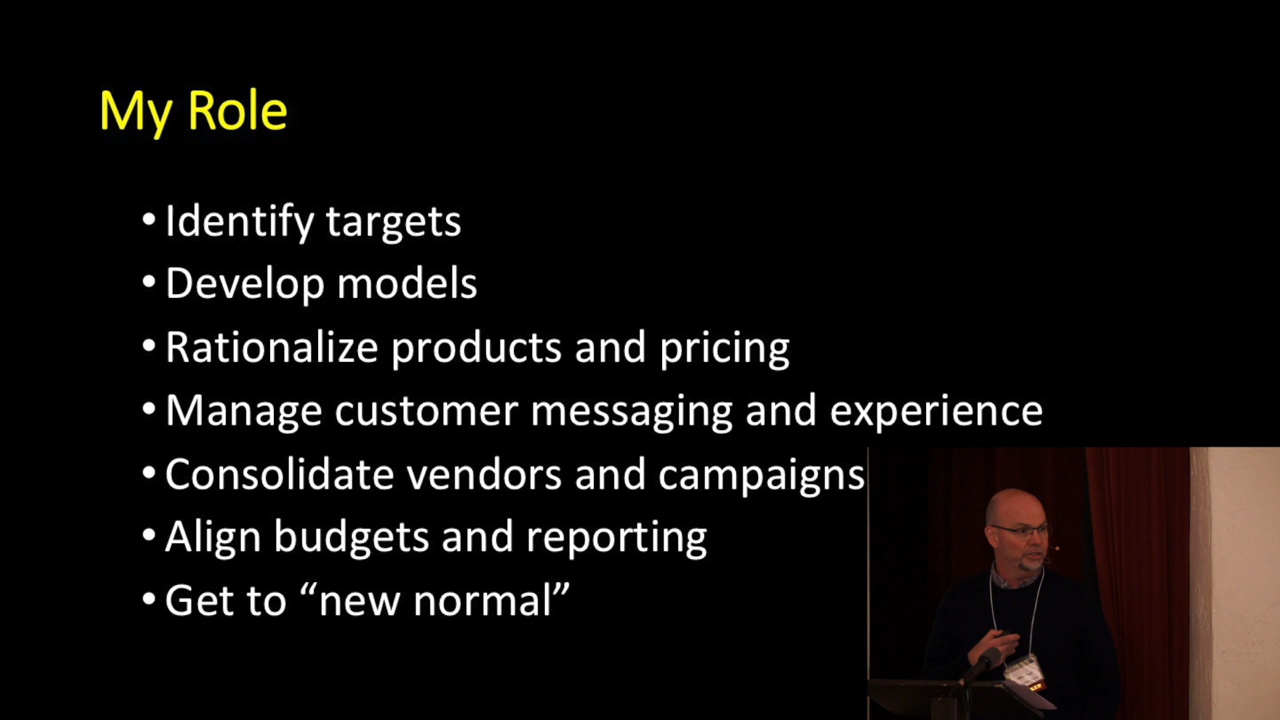 My Role
• Identify targets
• Develop models
• Rationalize products and pricing
• Manage customer messaging and experience
• Consolidate vendors and campaigns
• Align budgets and reporting
• Get to “new normal”